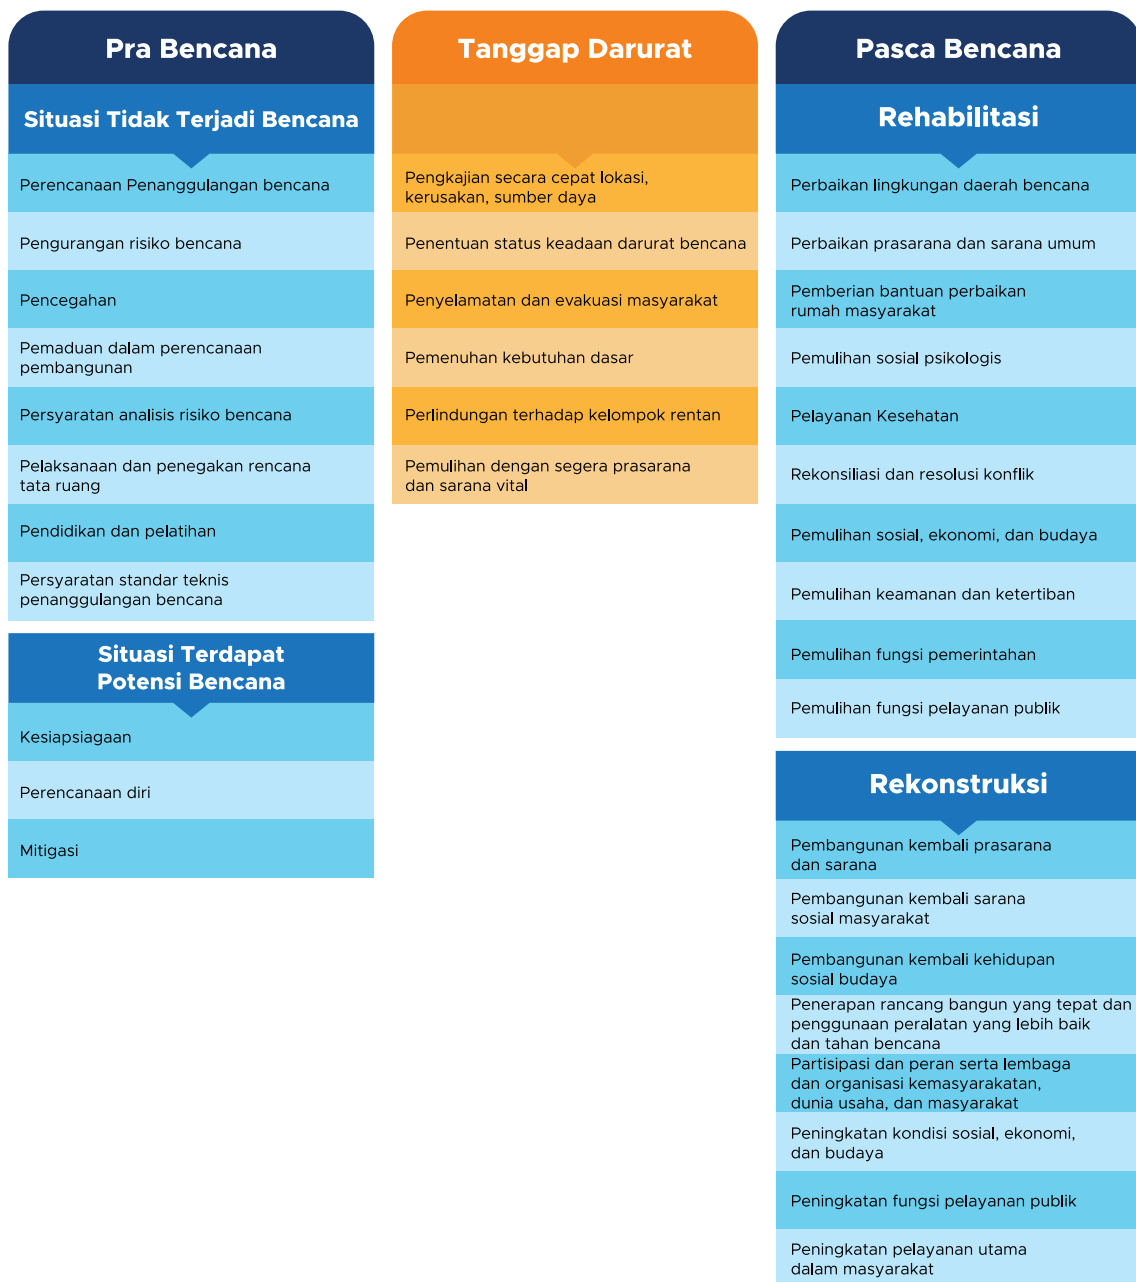 Pra Bencana
Situasi Tidak Terjadi Bencana
Perencanaan Penanggulangan bencana
Pengurangan risiko bencana
Pencegahan
Pemaduan dalam perencanaan
pembangunan
Persyaratan analisis risiko bencana
Pelaksanaan dan penegakan rencana
tata ruang
Pendidikan dan pelatihan
Persyaratan standar teknis
penanggulangan bencana
Situasi Terdapat
Potensi Bencana
Kesiapsiagaan
Perencanaan diri
Mitigasi
Tanggap Darurat
Pengkajian secara cepat lokasi,
kerusakan, sumber daya
Penentuan status keadaan darurat bencana
Penyelamatan dan evakuasi masyarakat
Pemenuhan kebutuhan dasar
Perlindungan terhadap kelompok rentan
Pemulihan dengan segera prasarana
dan sarana vital
Pasca Bencana
Rehabilitasi
Perbaikan lingkungan daerah bencana
Perbaikan prasarana dan sarana umum
Pemberian bantuan perbaikan
rumah masyarakat
Pemulihan sosial psikologis
Pelayanan Kesehatan
Rekonsiliasi dan resolusi konflik
Pemulihan sosial, ekonomi, dan budaya
Pemulihan keamanan dan ketertiban
Pemulihan fungsi pemerintahan
Pemulihan fungsi pelayanan publik
Rekonstruksi
Pembangunan kembali prasarana
dan sarana
Pembangunan kembali sarana
sosial masyarakat
Pembangunan kembali kehidupan
sosial budaya
Penerapan rancang bangun yang tepat dan
penggunaan peralatan yang lebih baik
dan tahan bencana
Partisipasi dan peran serta lembaga
dan organisasi kemasyarakatan,
dunia usaha, dan masyarakat
Peningkatan kondisi sosial, ekonomi,
dan budaya
Peningkatan fungsi pelayanan publik
Peningkatan pelayanan utama
dalam masyarakat